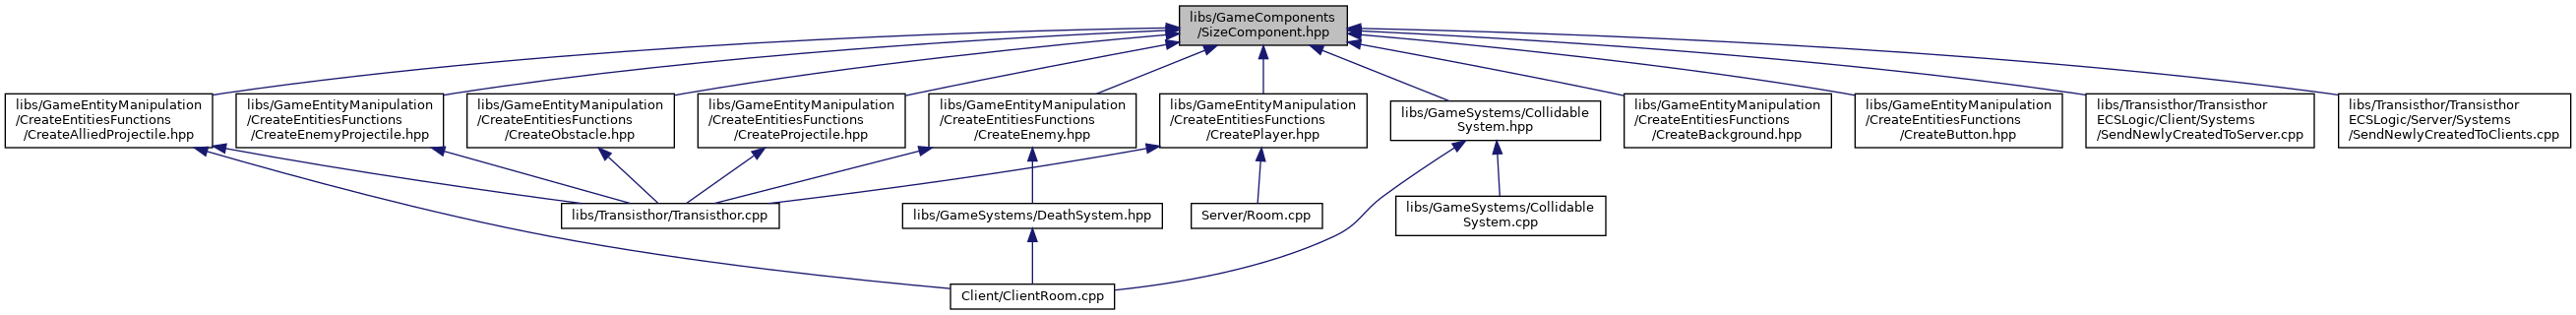 libs/GameComponents
/SizeComponent.hpp
libs/GameEntityManipulation
/CreateEntitiesFunctions
/CreateAlliedProjectile.hpp
libs/GameEntityManipulation
/CreateEntitiesFunctions
/CreateEnemyProjectile.hpp
libs/GameEntityManipulation
/CreateEntitiesFunctions
/CreateObstacle.hpp
libs/GameEntityManipulation
/CreateEntitiesFunctions
/CreateProjectile.hpp
libs/GameEntityManipulation
/CreateEntitiesFunctions
/CreateEnemy.hpp
libs/GameEntityManipulation
/CreateEntitiesFunctions
/CreatePlayer.hpp
libs/GameSystems/Collidable
System.hpp
libs/GameEntityManipulation
/CreateEntitiesFunctions
/CreateBackground.hpp
libs/GameEntityManipulation
/CreateEntitiesFunctions
/CreateButton.hpp
libs/Transisthor/Transisthor
ECSLogic/Client/Systems
/SendNewlyCreatedToServer.cpp
libs/Transisthor/Transisthor
ECSLogic/Server/Systems
/SendNewlyCreatedToClients.cpp
libs/Transisthor/Transisthor.cpp
libs/GameSystems/DeathSystem.hpp
Server/Room.cpp
libs/GameSystems/Collidable
System.cpp
Client/ClientRoom.cpp